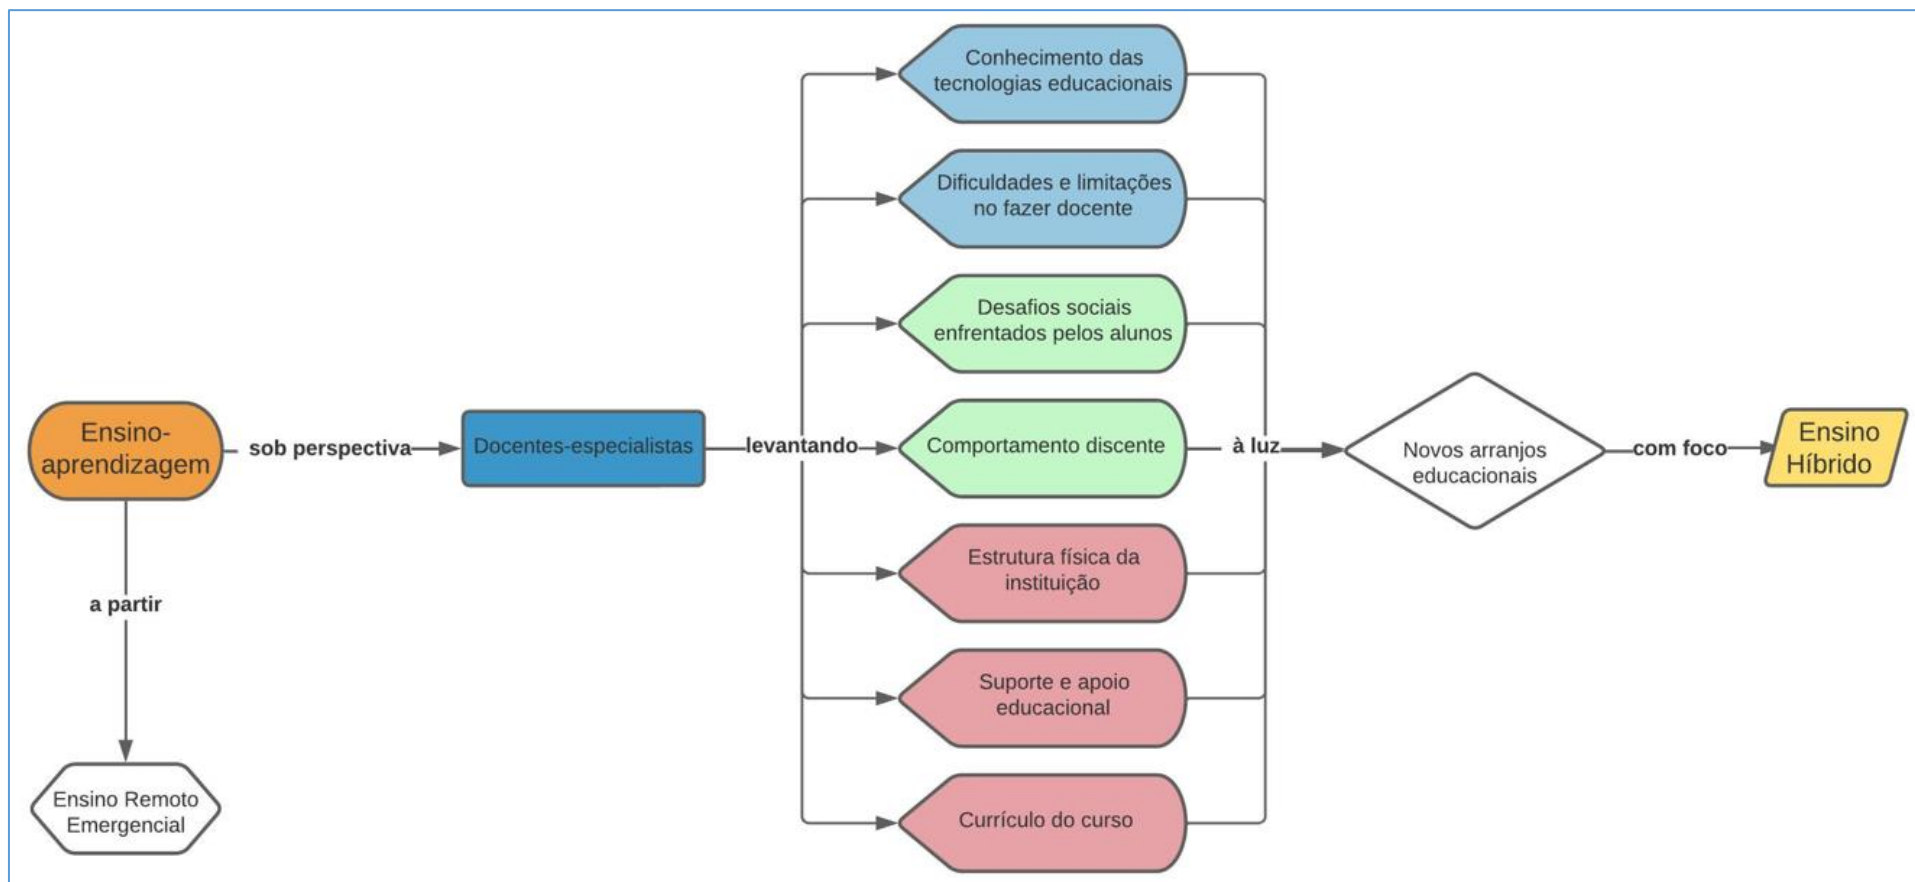 Ensino-
aprendizagem
sob perspectiva
Docentes-especialistas
levantando
Conhecimento das
tecnologias educacionais
Dificuldades e limitações
no fazer docente
Desafios sociais
enfrentados pelos alunos
Comportamento discente
Estrutura física da
instituição
Suporte e apoio
educacional
Currículo do curso
à luz
Novos arranjos
educacionais
com foco
Ensino
Híbrido
a partir
Ensino Remoto
Emergencial